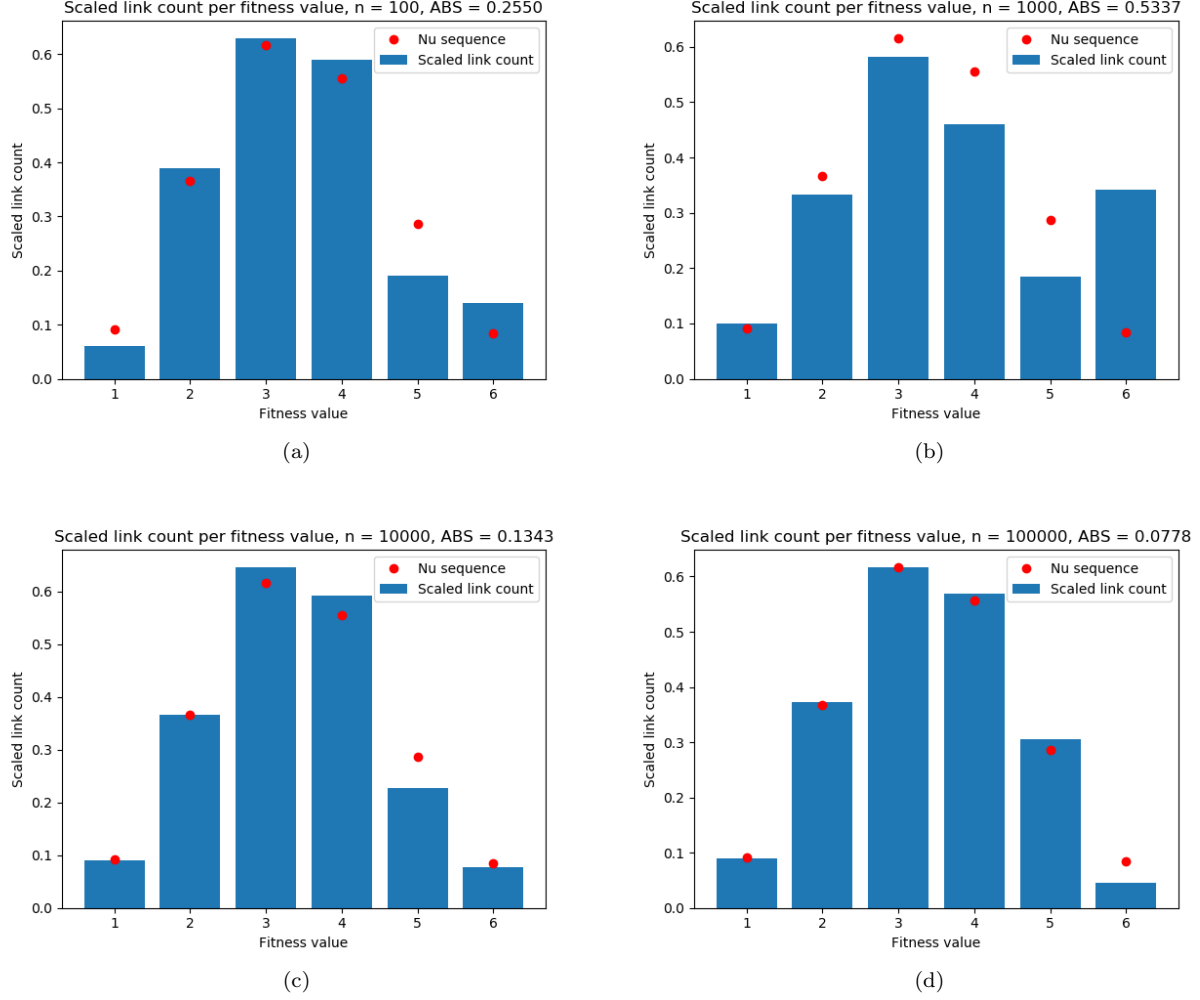 Scaled link count per fitness value, n = 100, ABS = 0.2550
Nu sequence
Scaled link count
Scaled link count
0.6
0.5
0.4
0.3
0.2
0.1
0.0
1 2 3 4 5 6
Fitness value
(a)
Scaled link count per fitness value, n = 1000, ABS = 0.5337
Nu sequence
Scaled link count
Scaled link count
0.6
0.5
0.4
0.3
0.2
0.1
0.0
1 2 3 4 5 6
Fitness value
(b)
Scaled link count per fitness value, n = 10000, ABS = 0.1343
Nu sequence
Scaled link count
Scaled link count
0.6
0.5
0.4
0.3
0.2
0.1
0.0
1 2 3 4 5 6
Fitness value
(c)
Scaled link count per fitness value, n = 100000, ABS = 0.0778
Nu sequence
Scaled link count
Scaled link count
0.6
0.5
0.4
0.3
0.2
0.1
0.0
1 2 3 4 5 6
Fitness value
(d)